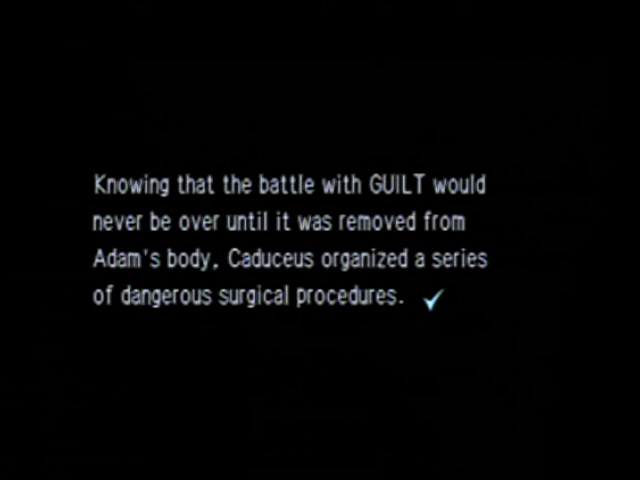 Knowing that the battle with GUILT would
never be over until it was removed from
Adam's body, Caduceus organized a series
of dangerous surgical procedures.